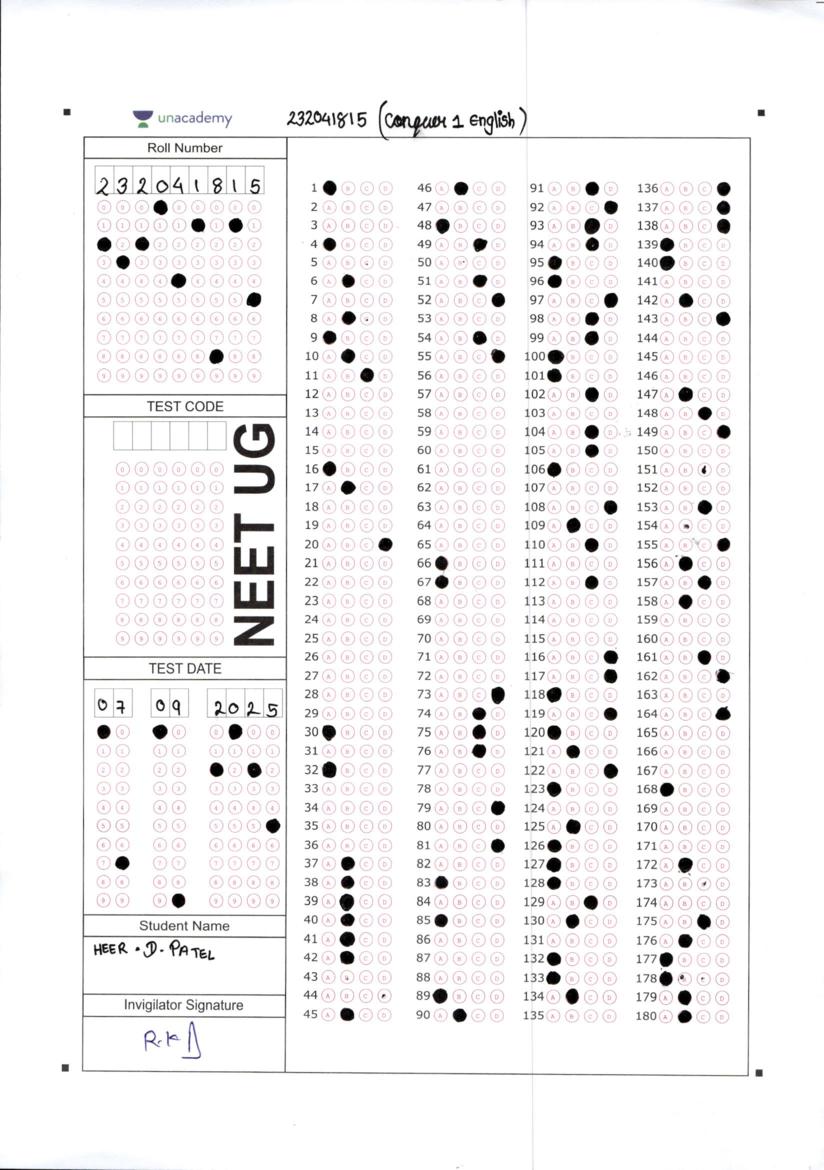 unacademy
232041815 (Conquer 1 English)
Roll Number
2 3 2 0 4 1 8 1 5
TEST CODE
NEET UG
TEST DATE
07 09 2025
Student Name
HEER . D . PATEL
Invigilator Signature
1 46 91 136
2 47 92 137
3 48 93 138
4 49 94 139
5 50 95 140
6 51 96 141
7 52 97 142
8 53 98 143
9 54 99 144
10 55 100 145
11 56 101 146
12 57 102 147
13 58 103 148
14 59 104 149
15 60 105 150
16 61 106 151
17 62 107 152
18 63 108 153
19 64 109 154
20 65 110 155
21 66 111 156
22 67 112 157
23 68 113 158
24 69 114 159
25 70 115 160
26 71 116 161
27 72 117 162
28 73 118 163
29 74 119 164
30 75 120 165
31 76 121 166
32 77 122 167
33 78 123 168
34 79 124 169
35 80 125 170
36 81 126 171
37 82 127 172
38 83 128 173
39 84 129 174
40 85 130 175
41 86 131 176
42 87 132 177
43 88 133 178
44 89 134 179
45 90 135 180